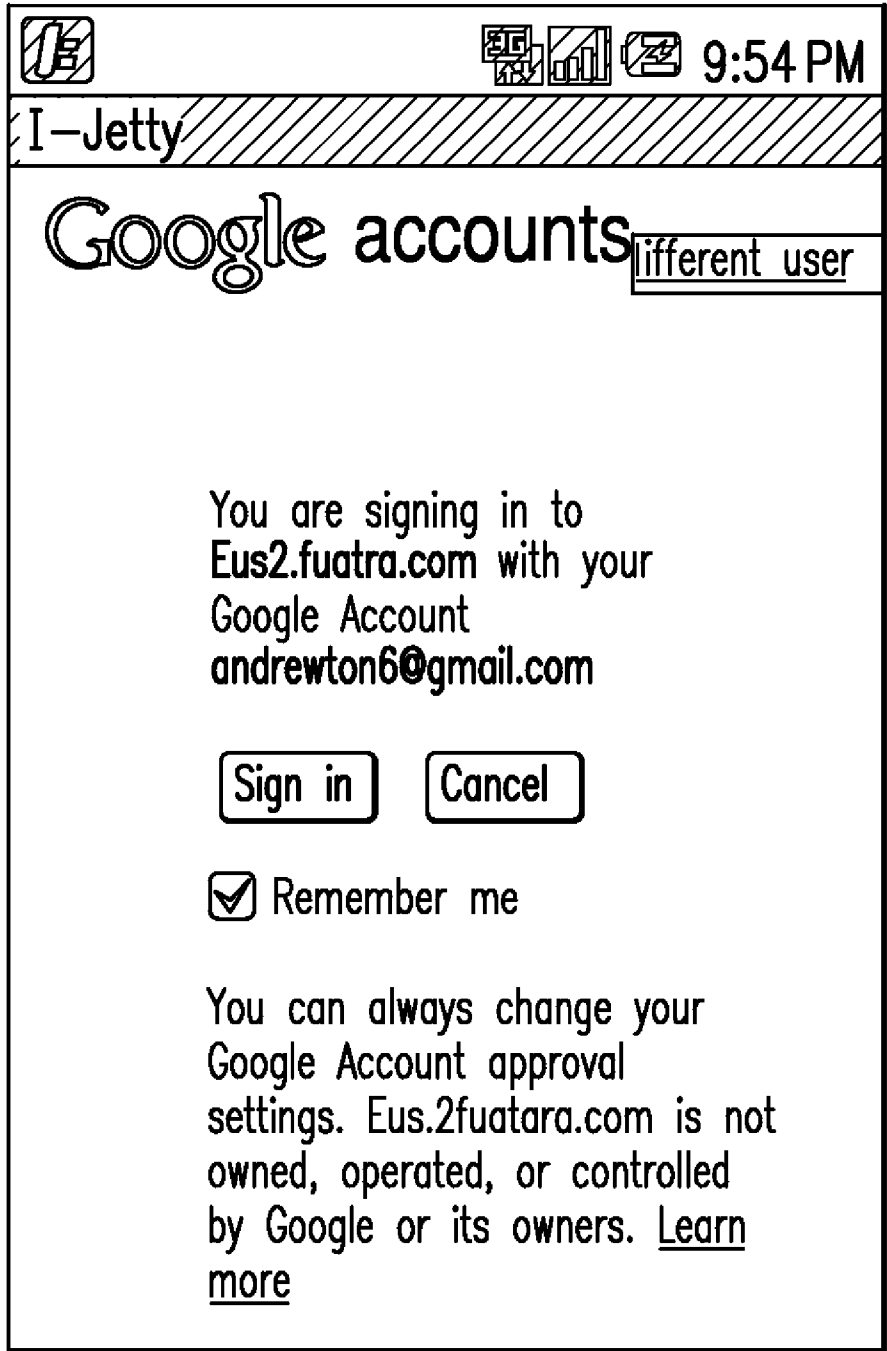 3G 9:54 PM
I-Jetty
Google accounts
ifferent user
You are signing in to
Eus2.fuatra.com with your
Google Account
andrewton6@gmail.com
Sign in Cancel
Remember me
You can always change your
Google Account approval
settings. Eus.2fuatara.com is not
owned, operated, or controlled
by Google or its owners. Learn
more